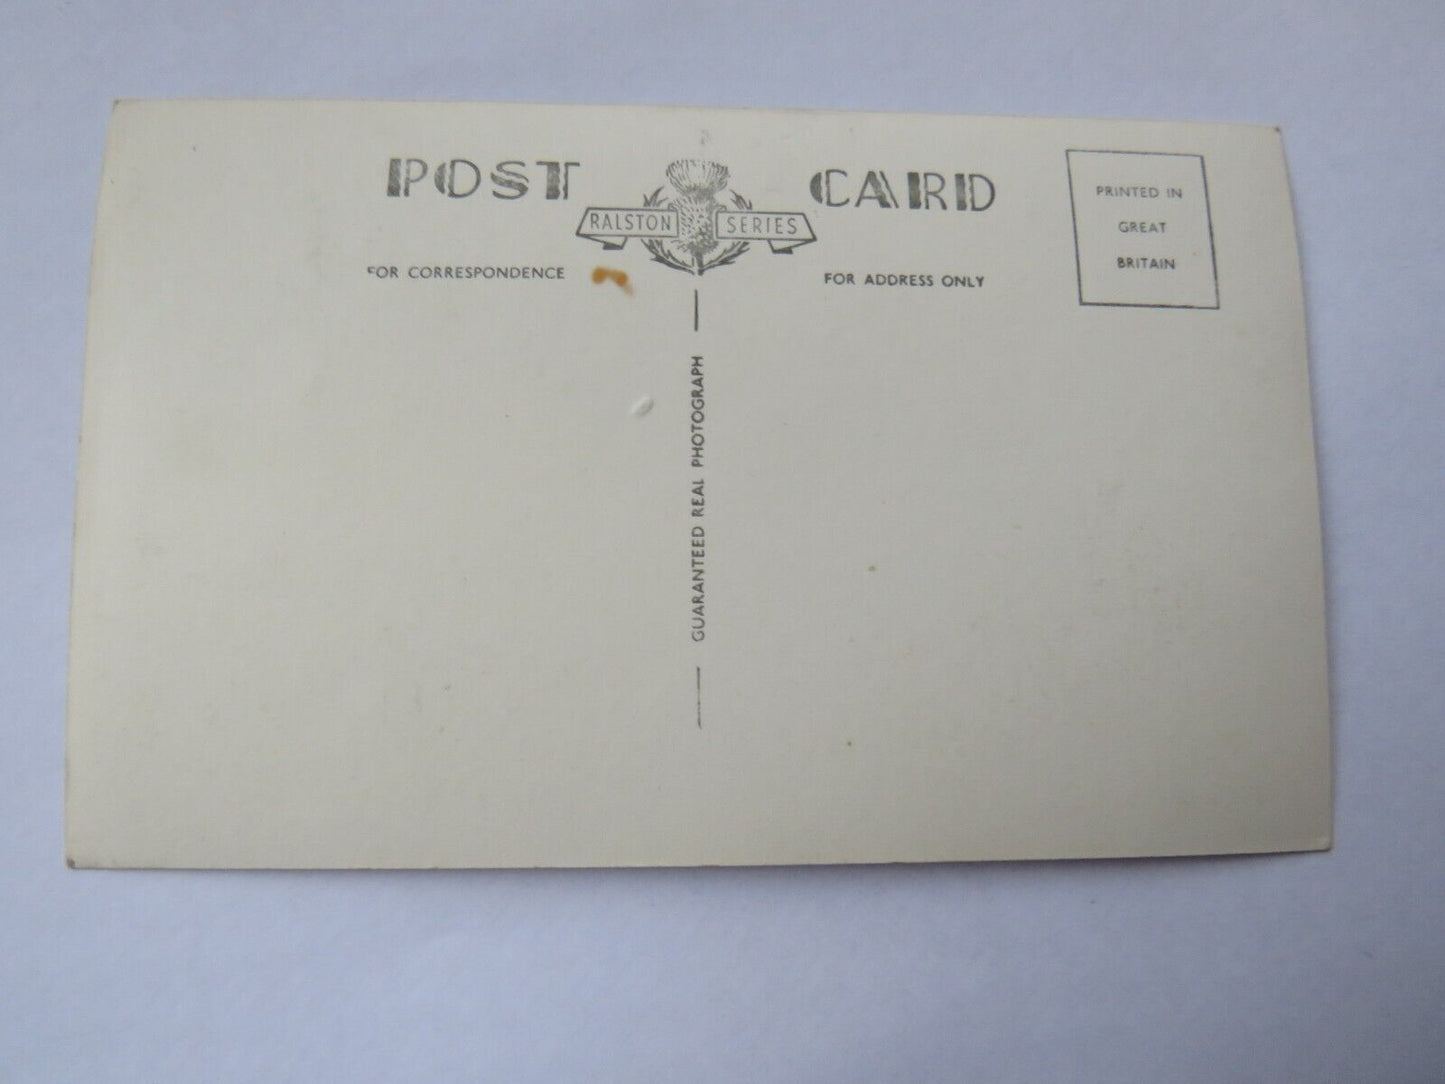 POST CARD
RALSTON SERIES
PRINTED IN
GREAT
BRITAIN
FOR CORRESPONDENCE
FOR ADDRESS ONLY
GUARANTEED REAL PHOTOGRAPH